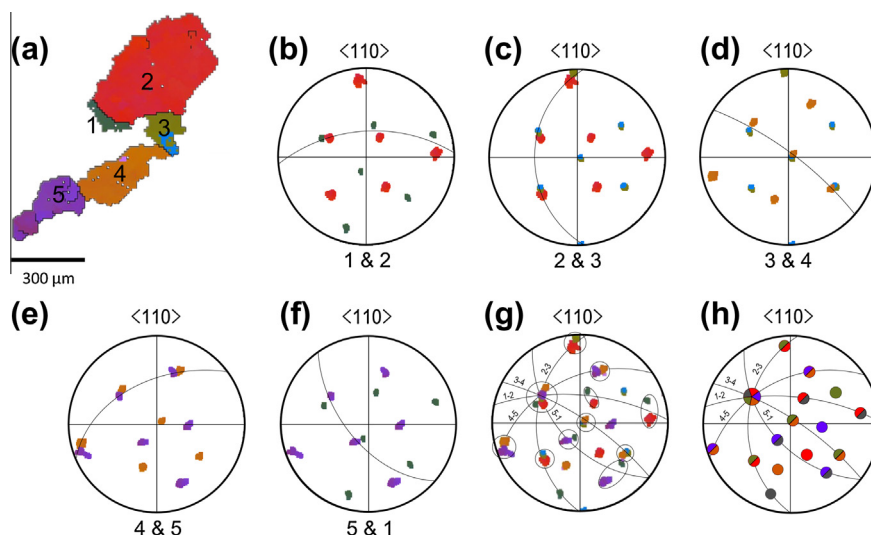 (a)
1
2
3
4
5
300 µm
(b)
<110>
1 & 2
(c)
<110>
2 & 3
(d)
<110>
3 & 4
(e)
<110>
4 & 5
(f)
<110>
5 & 1
(g)
<110>
2-3
3-4
1-2
4-5
5-1
(h)
<110>
2-3
3-4
1-2
4-5
5-1